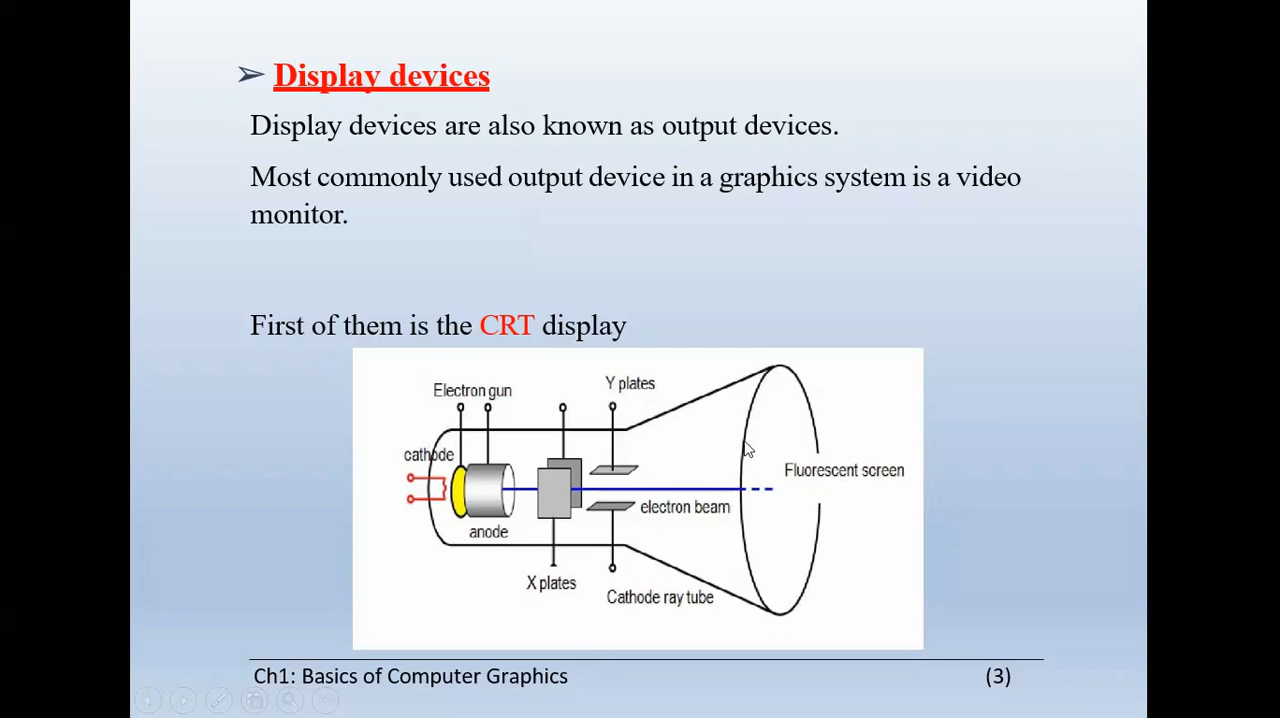 ➢ Display devices
Display devices are also known as output devices.
Most commonly used output device in a graphics system is a video
monitor.
First of them is the CRT display
Electron gun
Y plates
cathode
Fluorescent screen
electron beam
anode
X plates
Cathode ray tube
Ch1: Basics of Computer Graphics
(3)